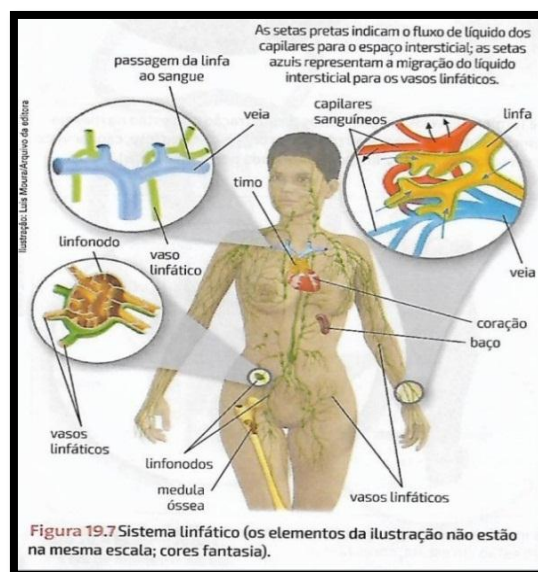 As setas pretas indicam o fluxo de líquido dos
capilares para o espaço intersticial; as setas
azuis representam a migração do líquido
intersticial para os vasos linfáticos.
passagem da linfa
ao sangue
veia
capilares
sanguíneos
linfa
timo
Ilustração: Luis Moura/Arquivo da editora
linfonodo
vaso
linfático
veia
coração
baço
vasos
linfáticos
linfonodos
medula
óssea
vasos linfáticos
Figura 19.7 Sistema linfático (os elementos da ilustração não estão
na mesma escala; cores fantasia).